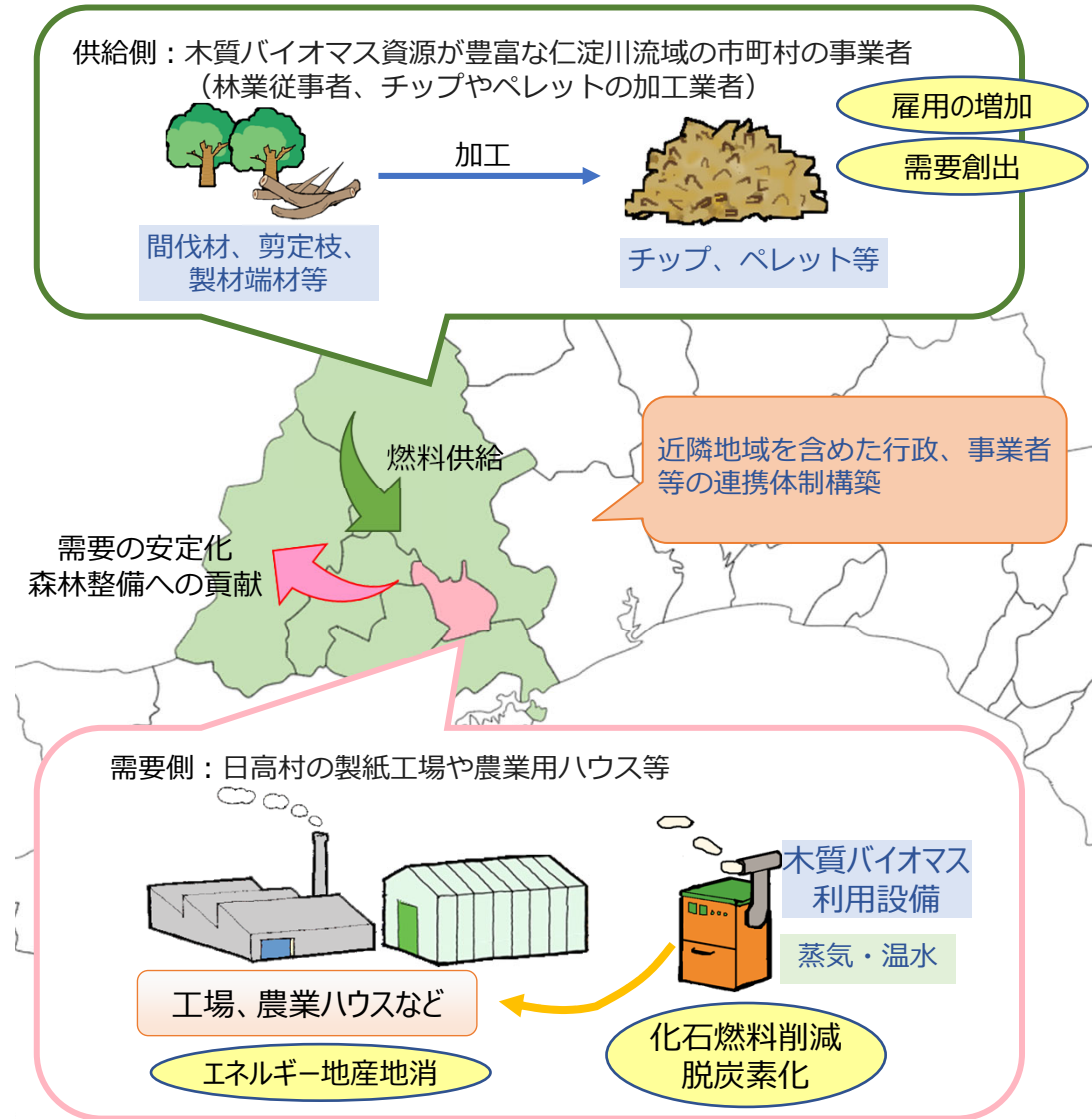 供給側：木質バイオマス資源が豊富な仁淀川流域の市町村の事業者
（林業従事者、チップやペレットの加工業者）
雇用の増加
需要創出
加工
間伐材、剪定枝、
製材端材等
チップ、ペレット等
燃料供給
近隣地域を含めた行政、事業者
等の連携体制構築
需要の安定化
森林整備への貢献
需要側：日高村の製紙工場や農業用ハウス等
木質バイオマス
利用設備
蒸気・温水
工場、農業ハウスなど
エネルギー地産地消
化石燃料削減
脱炭素化